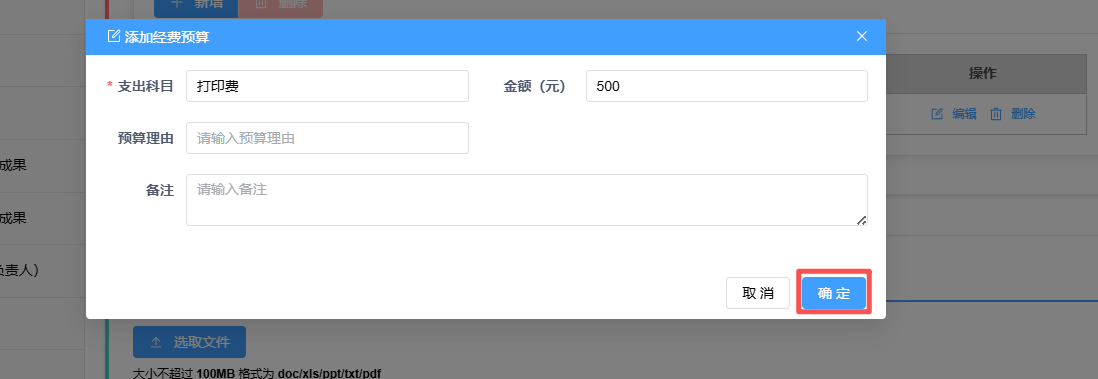 新增 删除
添加经费预算
* 支出科目 打印费 金额（元） 500
操作
预算理由 请输入预算理由
编辑 删除
成果
备注 请输入备注
成果
负责人）
取 消 确 定
选取文件
大小不超过 100MB 格式为 doc/xls/ppt/txt/pdf